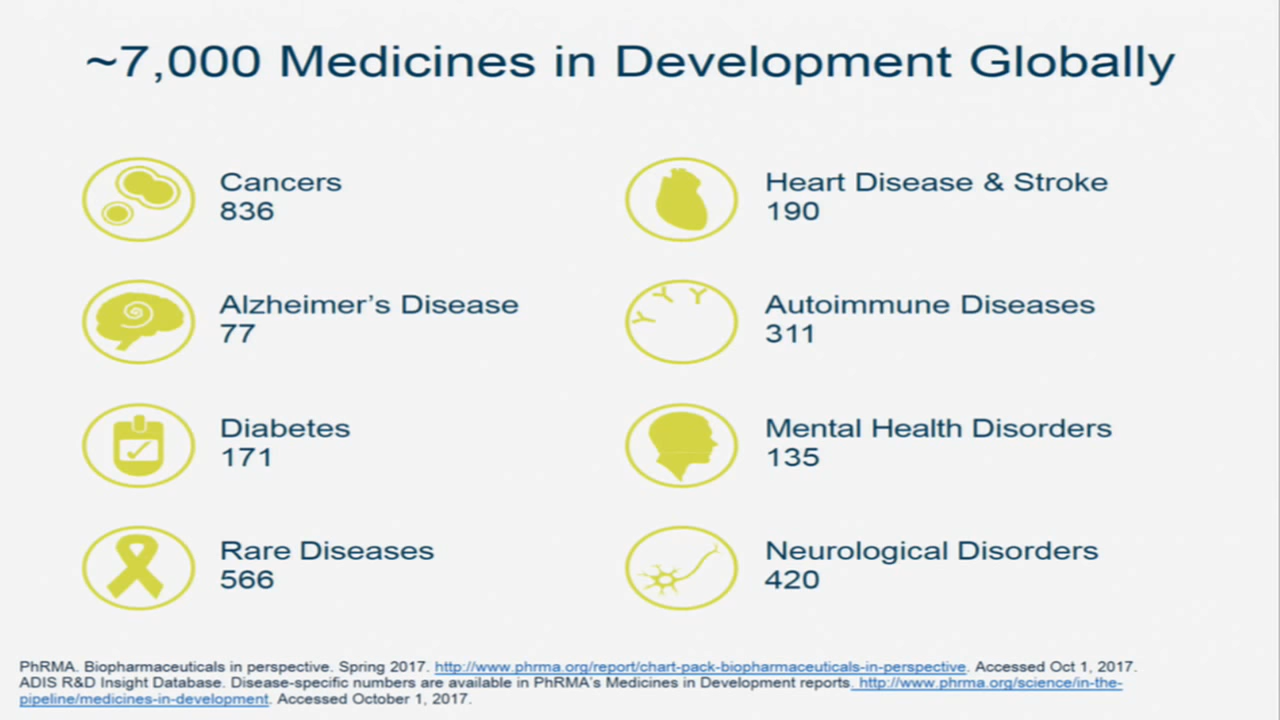 ~7,000 Medicines in Development Globally
Cancers
836
Heart Disease & Stroke
190
Alzheimer’s Disease
77
Autoimmune Diseases
311
Diabetes
171
Mental Health Disorders
135
Rare Diseases
566
Neurological Disorders
420
PhRMA. Biopharmaceuticals in perspective. Spring 2017. http://www.phrma.org/report/chart-pack-biopharmaceuticals-in-perspective. Accessed Oct 1, 2017.
ADIS R&D Insight Database. Disease-specific numbers are available in PhRMA’s Medicines in Development reports. http://www.phrma.org/science/in-the-
pipeline/medicines-in-development. Accessed October 1, 2017.